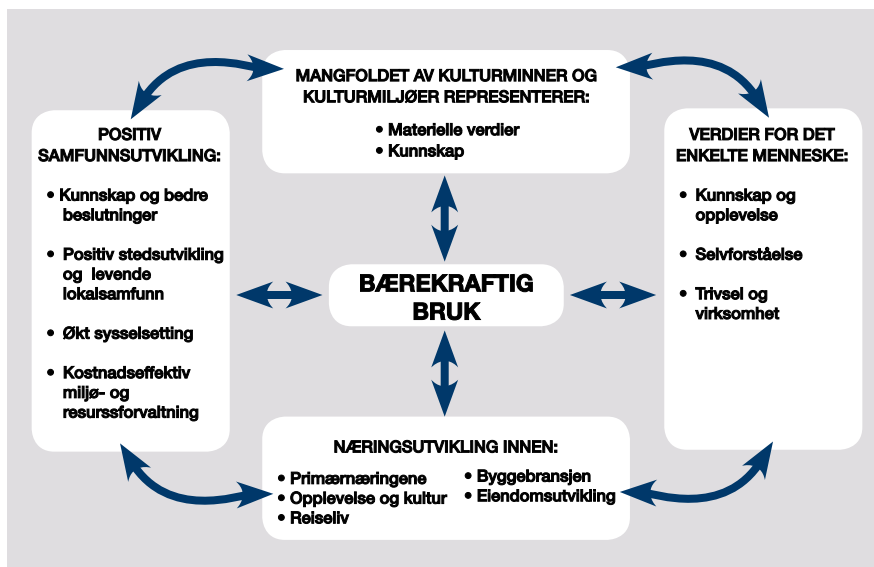 MANGFOLDET AV KULTURMINNER OG
KULTURMILJØER REPRESENTERER:
• Materielle verdier
• Kunnskap
POSITIV
SAMFUNNSUTVIKLING:
• Kunnskap og bedre
beslutninger
• Positiv stedsutvikling
og levende
lokalsamfunn
• Økt sysselsetting
• Kostnadseffektiv
miljø- og
resurssforvaltning
BÆREKRAFTIG
BRUK
VERDIER FOR DET
ENKELTE MENNESKE:
• Kunnskap og
opplevelse
• Selvforståelse
• Trivsel og
virksomhet
NÆRINGSUTVIKLING INNEN:
• Primærnæringene
• Opplevelse og kultur
• Reiseliv
• Byggebransjen
• Eiendomsutvikling